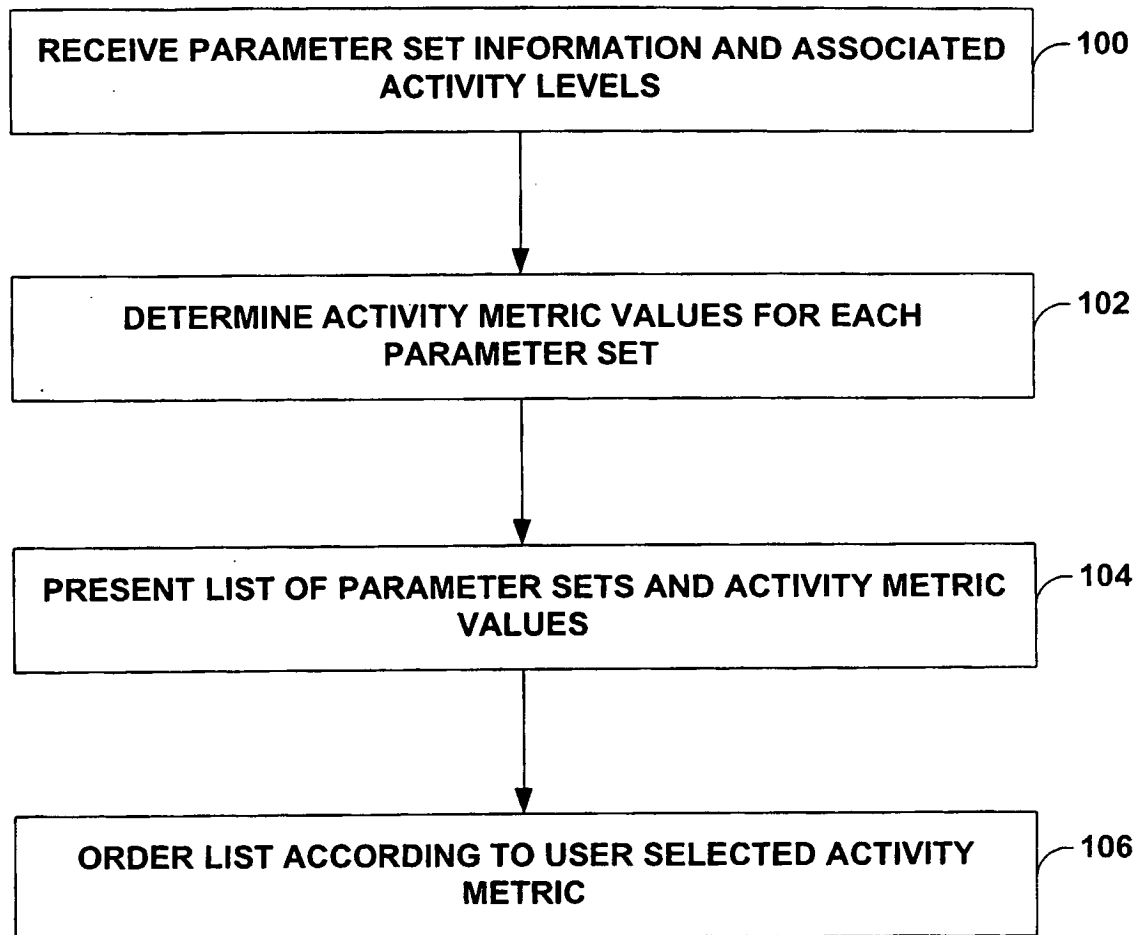 RECEIVE PARAMETER SET INFORMATION AND ASSOCIATED
ACTIVITY LEVELS
100
DETERMINE ACTIVITY METRIC VALUES FOR EACH
PARAMETER SET
102
PRESENT LIST OF PARAMETER SETS AND ACTIVITY METRIC
VALUES
104
ORDER LIST ACCORDING TO USER SELECTED ACTIVITY
METRIC
106